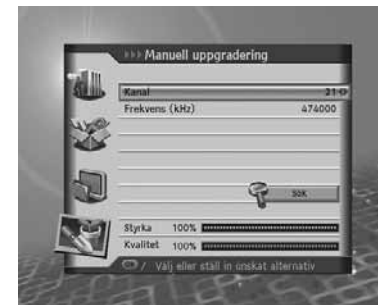 Manuell uppgradering
Kanal 21
Frekvens (kHz) 474000
Sök
Styrka 100%
Kvalitet 100%
/ Välj eller ställ in önskat alternativ